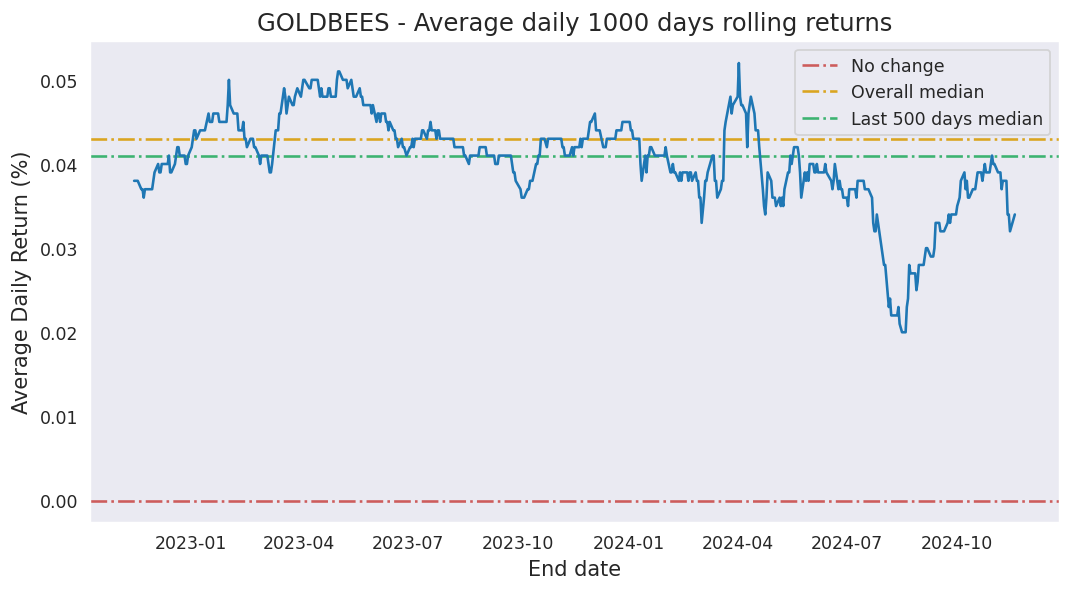 GOLDBEES - Average daily 1000 days rolling returns
No change
Overall median
Last 500 days median
Average Daily Return (%)
0.05
0.04
0.03
0.02
0.01
0.00
2023-01 2023-04 2023-07 2023-10 2024-01 2024-04 2024-07 2024-10
End date